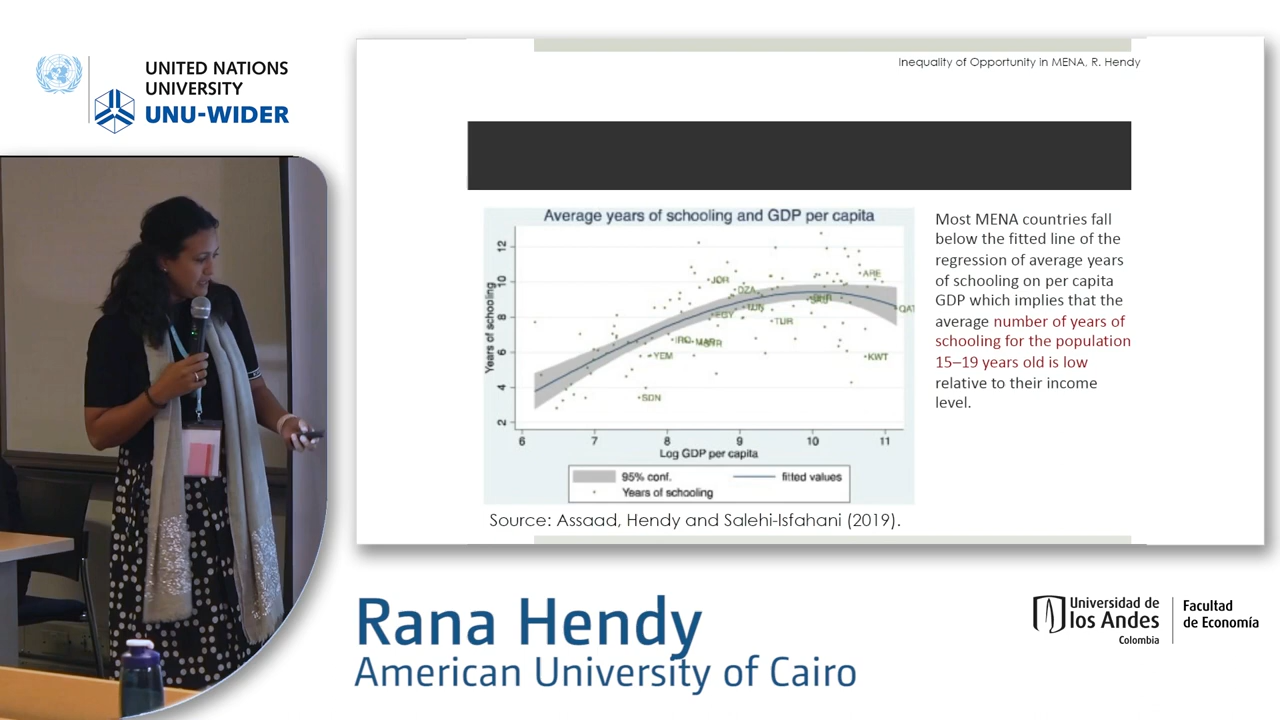 UNITED NATIONS
UNIVERSITY
UNU-WIDER
Inequality of Opportunity in MENA, R. Hendy
Average years of schooling and GDP per capita
Years of schooling
12
10
8
6
4
2
JOR
DZA
ARE
TUN
EGY
TUR
QAT
IRQ
MAR
YEM
KWT
SDN
6 7 8 9 10 11
Log GDP per capita
95% conf.
fitted values
Years of schooling
Source: Assaad, Hendy and Salehi-Isfahani (2019).
Most MENA countries fall
below the fitted line of the
regression of average years
of schooling on per capita
GDP which implies that the
average number of years of
schooling for the population
15–19 years old is low
relative to their income
level.
Rana Hendy
American University of Cairo
Universidad de
los Andes
Colombia
Facultad
de Economía